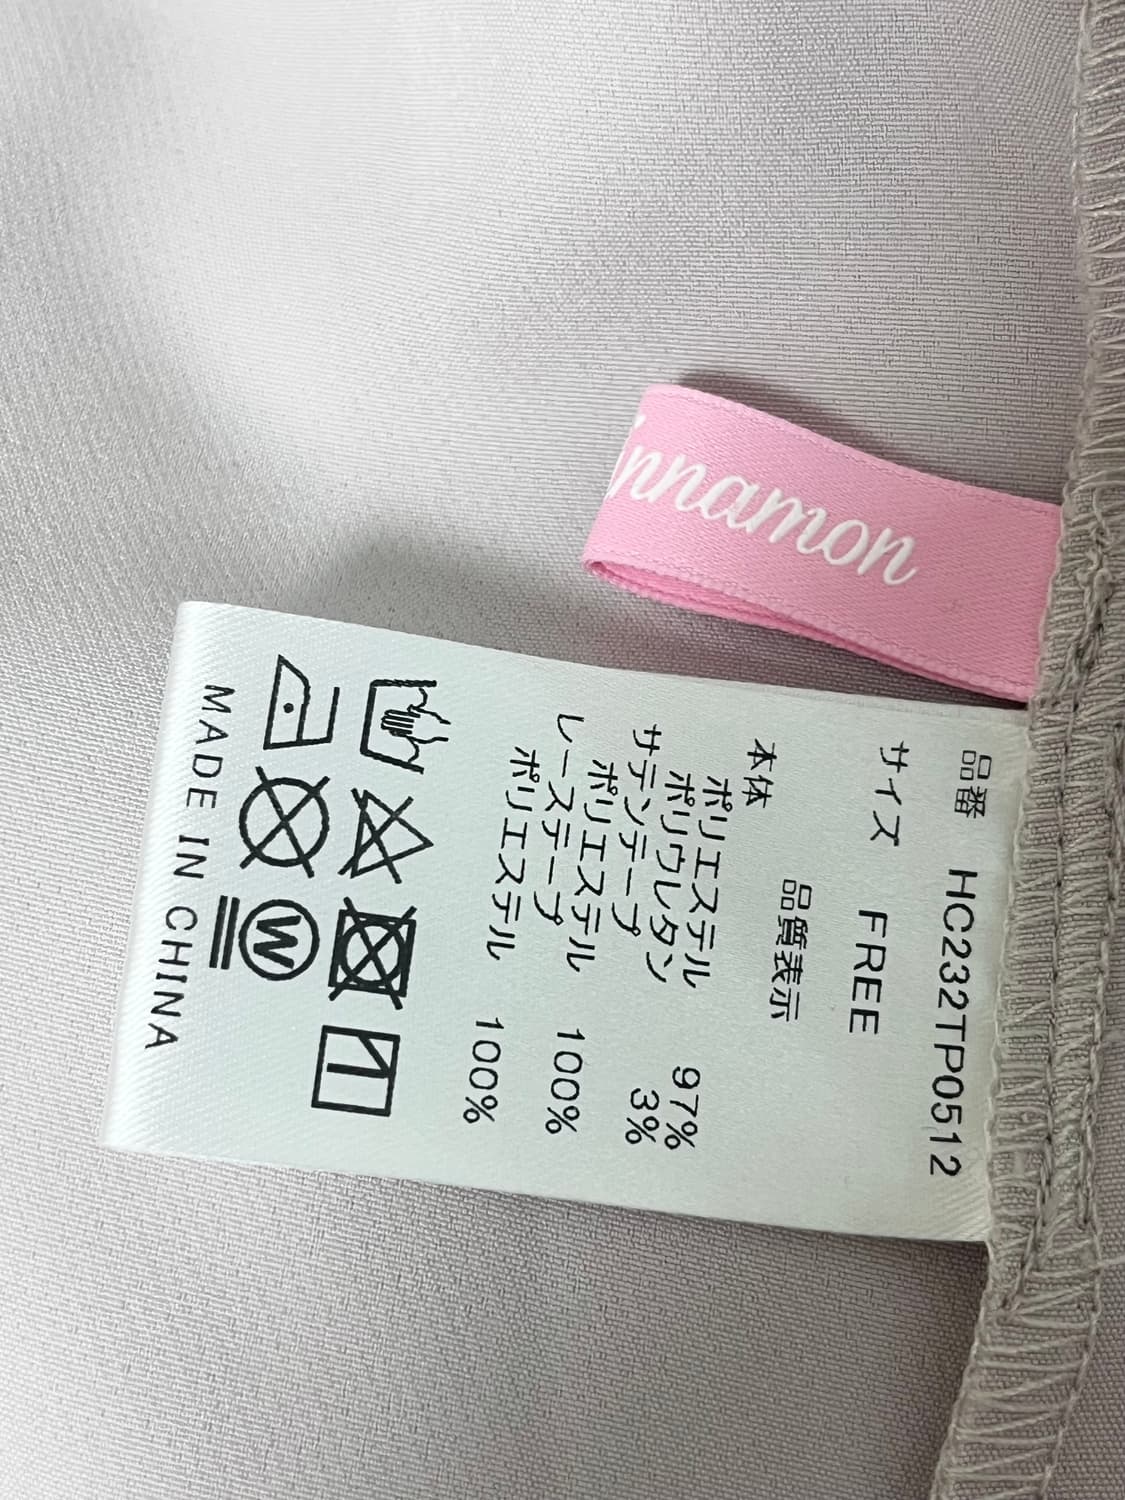 innamon
品番 HC232TP0512
サイズ FREE
品質表示
本体
ポリエステル 97%
ポリウレタン 3%
サテンテープ
ポリエステル 100%
レーステープ
ポリエステル 100%
W
MADE IN CHINA